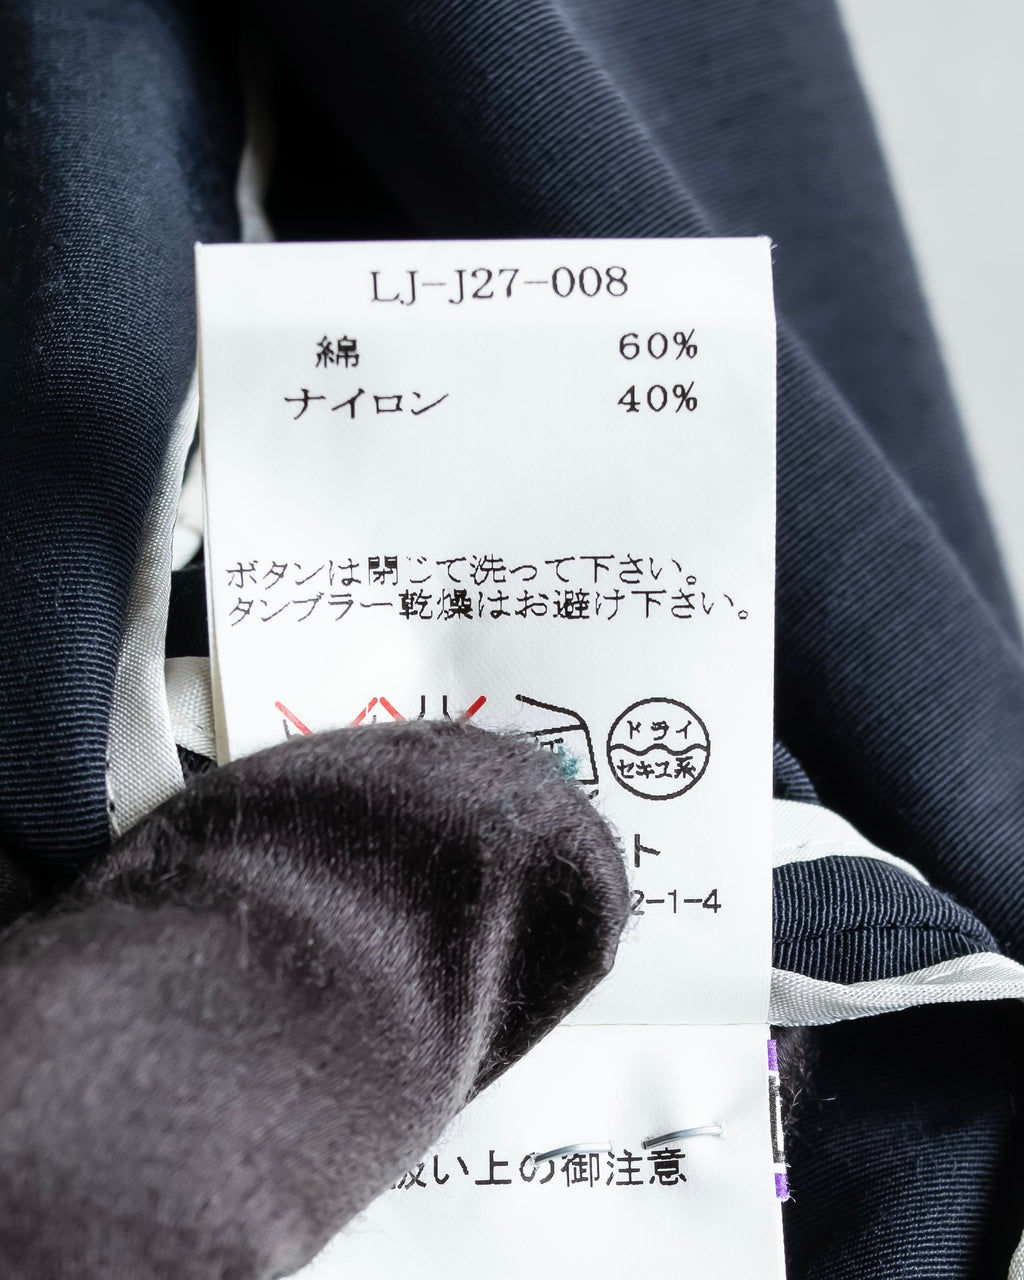 LJ-J27-008
綿 60%
ナイロン 40%
ボタンは閉じて洗って下さい。
タンブラー乾燥はお避け下さい。
ドライ
セキユ系
ト
2-1-4
扱い上の御注意